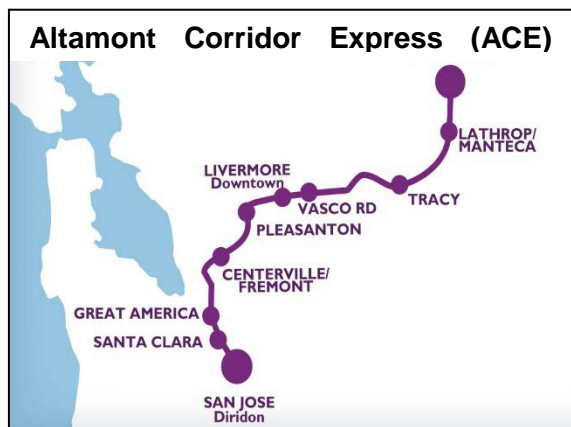 Altamont Corridor Express (ACE)
LATHROP/
MANTECA
LIVERMORE
Downtown
VASCO RD
TRACY
PLEASANTON
CENTERVILLE/
FREMONT
GREAT AMERICA
SANTA CLARA
SAN JOSE
Diridon